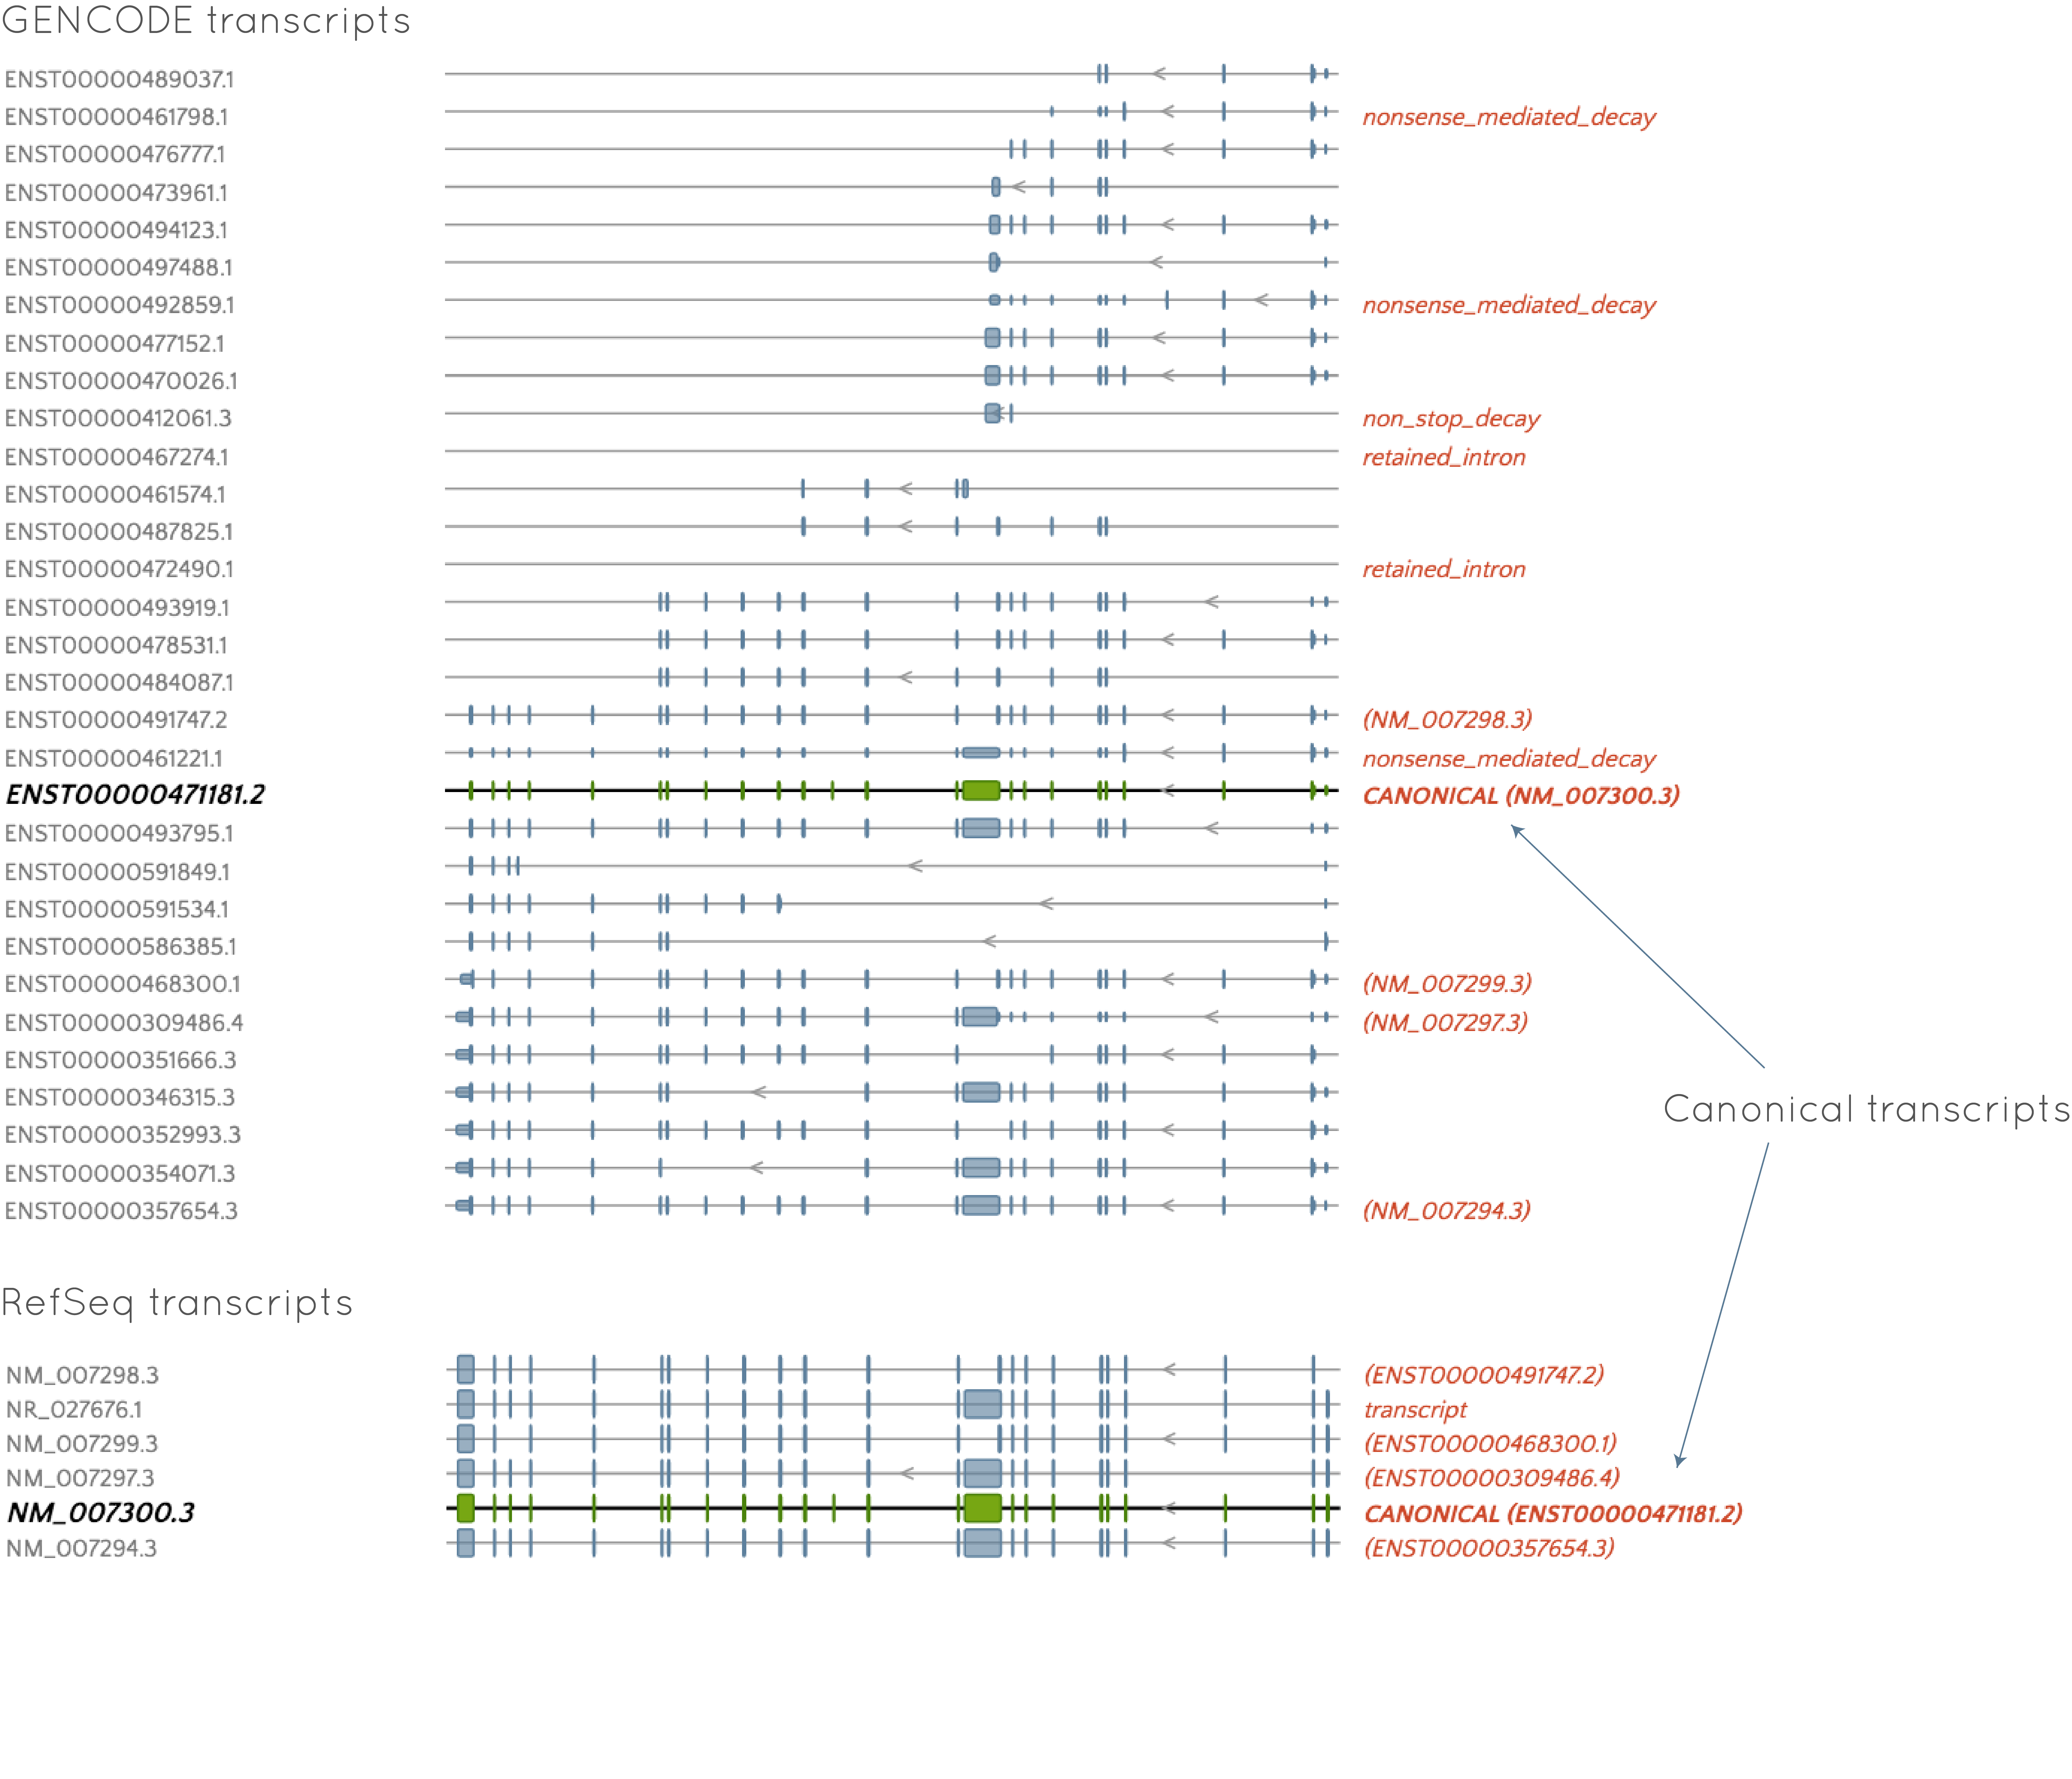 GENCODE transcripts
ENST00000489037.1
ENST00000461798.1 nonsense_mediated_decay
ENST00000476777.1
ENST00000473961.1
ENST00000494123.1
ENST00000497488.1
ENST00000492859.1 nonsense_mediated_decay
ENST00000477152.1
ENST00000470026.1
ENST00000412061.3 non_stop_decay
ENST00000467274.1 retained_intron
ENST00000461574.1
ENST00000487825.1
ENST00000472490.1 retained_intron
ENST00000493919.1
ENST00000478531.1
ENST00000484087.1
ENST00000491747.2 (NM_007298.3)
ENST00000461221.1 nonsense_mediated_decay
ENST00000471181.2 CANONICAL (NM_007300.3)
ENST00000493795.1
ENST00000591849.1
ENST00000591534.1
ENST00000586385.1
ENST00000468300.1 (NM_007299.3)
ENST00000309486.4 (NM_007297.3)
ENST00000351666.3
ENST00000346315.3
Canonical transcripts
ENST00000352993.3
ENST00000354071.3
ENST00000357654.3 (NM_007294.3)
RefSeq transcripts
NM_007298.3 (ENST00000491747.2)
NR_027676.1 transcript
NM_007299.3 (ENST00000468300.1)
NM_007297.3 (ENST00000309486.4)
NM_007300.3 CANONICAL (ENST00000471181.2)
NM_007294.3 (ENST00000357654.3)